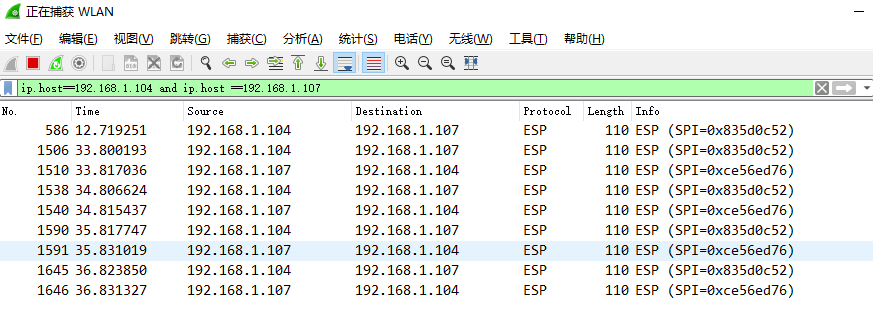 正在捕获 WLAN
文件(F) 编辑(E) 视图(V) 跳转(G) 捕获(C) 分析(A) 统计(S) 电话(Y) 无线(W) 工具(T) 帮助(H)
ip.host==192.168.1.104 and ip.host ==192.168.1.107
No. Time Source Destination Protocol Length Info
586 12.719251 192.168.1.104 192.168.1.107 ESP 110 ESP (SPI=0x835d0c52)
1506 33.800193 192.168.1.104 192.168.1.107 ESP 110 ESP (SPI=0x835d0c52)
1510 33.817036 192.168.1.107 192.168.1.104 ESP 110 ESP (SPI=0xce56ed76)
1538 34.806624 192.168.1.104 192.168.1.107 ESP 110 ESP (SPI=0x835d0c52)
1540 34.815437 192.168.1.107 192.168.1.104 ESP 110 ESP (SPI=0xce56ed76)
1590 35.817747 192.168.1.104 192.168.1.107 ESP 110 ESP (SPI=0x835d0c52)
1591 35.831019 192.168.1.107 192.168.1.104 ESP 110 ESP (SPI=0xce56ed76)
1645 36.823850 192.168.1.104 192.168.1.107 ESP 110 ESP (SPI=0x835d0c52)
1646 36.831327 192.168.1.107 192.168.1.104 ESP 110 ESP (SPI=0xce56ed76)